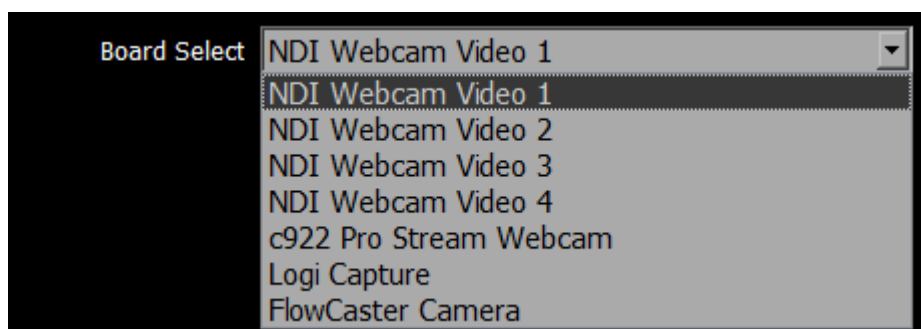 Board Select NDI Webcam Video 1
NDI Webcam Video 1
NDI Webcam Video 2
NDI Webcam Video 3
NDI Webcam Video 4
c922 Pro Stream Webcam
Logi Capture
FlowCaster Camera